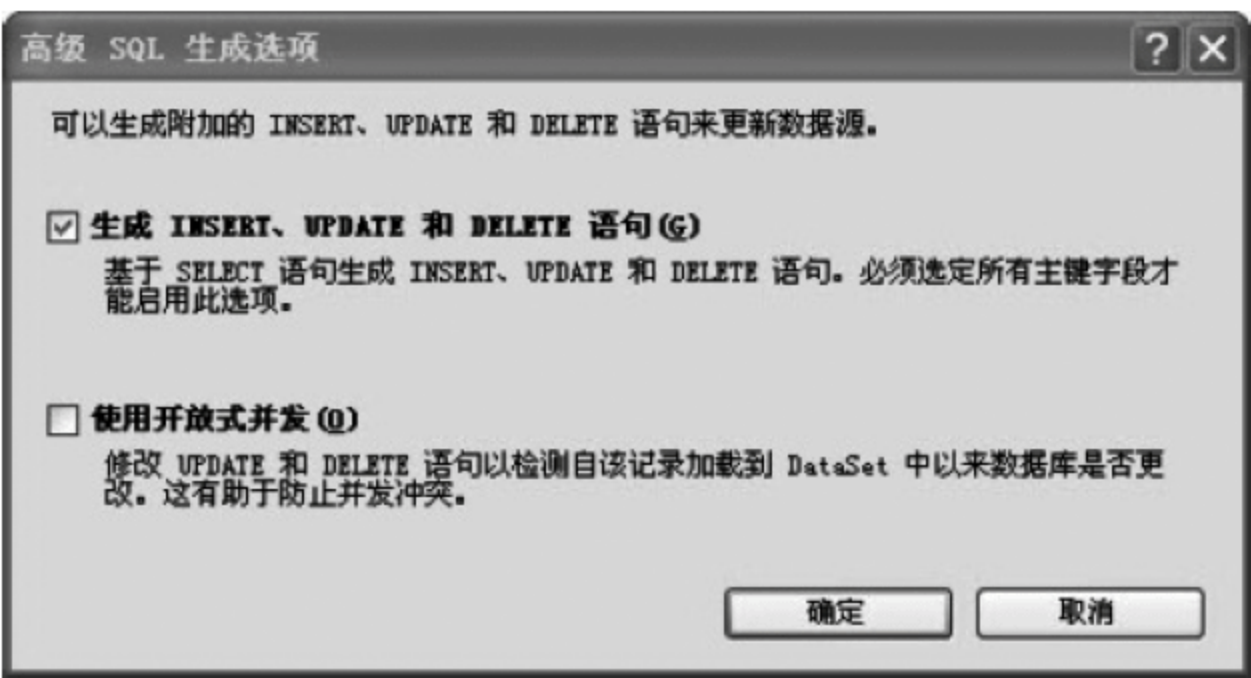 高级 SQL 生成选项
可以生成附加的 INSERT、UPDATE 和 DELETE 语句来更新数据源。
生成 INSERT、UPDATE 和 DELETE 语句(G)
基于 SELECT 语句生成 INSERT、UPDATE 和 DELETE 语句。必须选定所有主键字段才
能启用此选项。
使用开放式并发(O)
修改 UPDATE 和 DELETE 语句以检测自该记录加载到 DataSet 中以来数据库是否更
改。这有助于防止并发冲突。
确定 取消